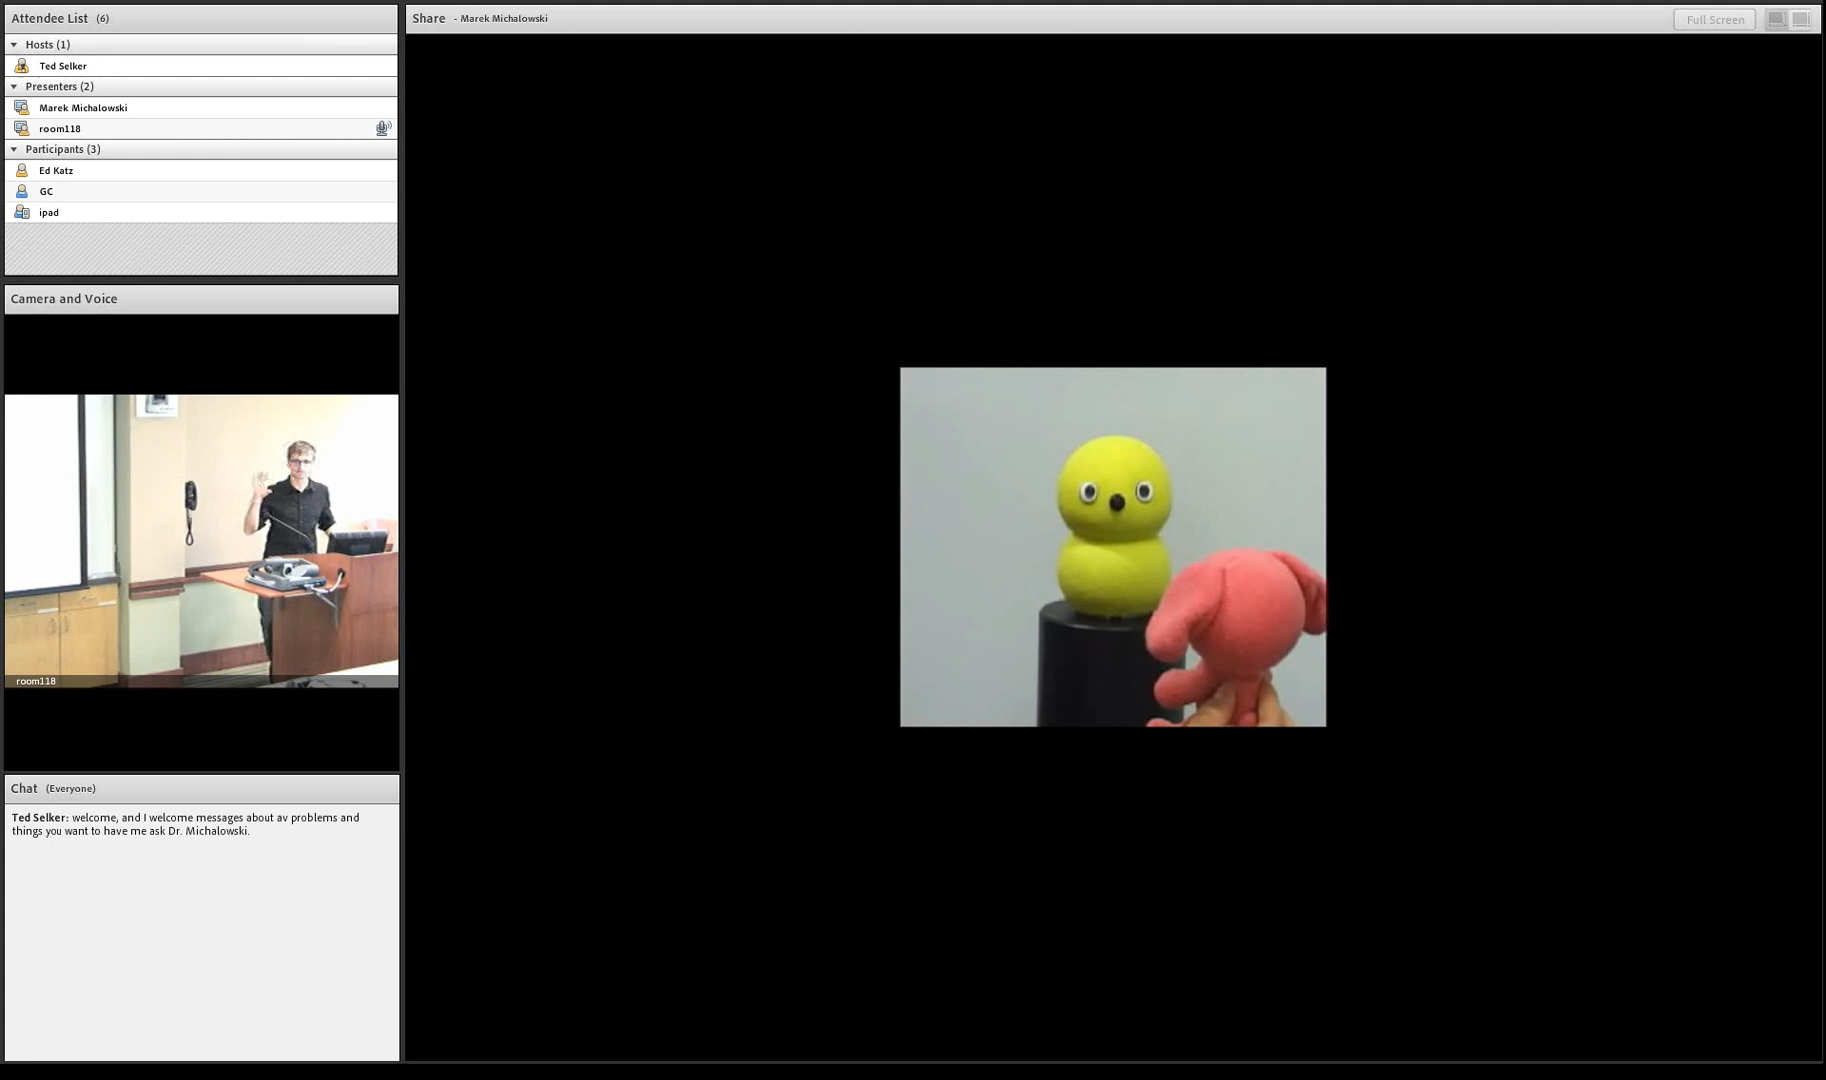 Attendee List (6)
Hosts (1)
Ted Selker
Presenters (2)
Marek Michalowski
room118
Participants (3)
Ed Katz
GC
ipad
Camera and Voice
room118
Chat (Everyone)
Ted Selker: welcome, and I welcome messages about av problems and
things you want to have me ask Dr. Michalowski.
Share - Marek Michalowski
Full Screen